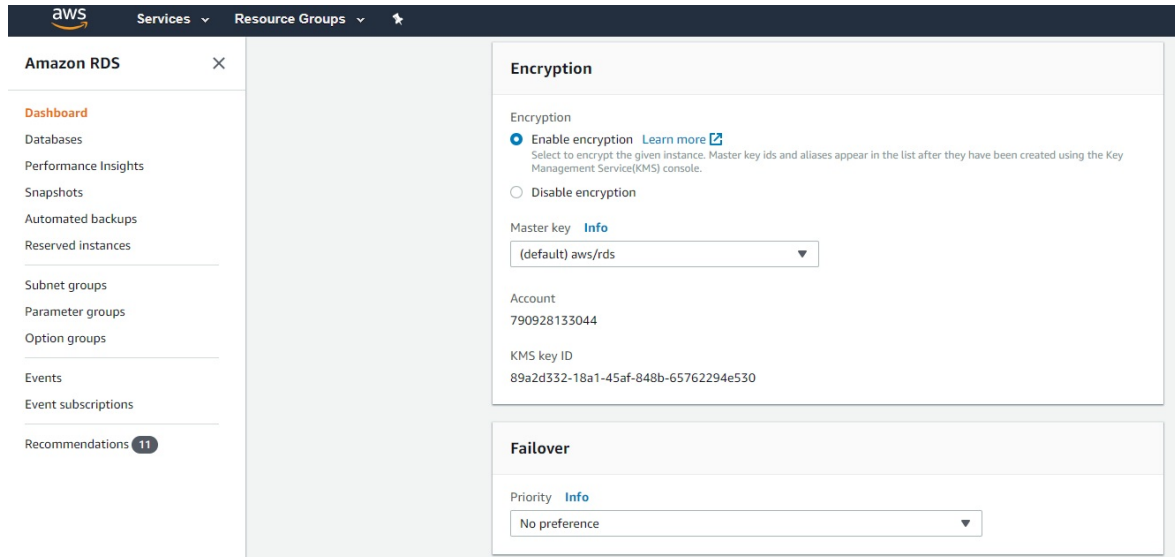 aws
Services
Resource Groups
Amazon RDS
Dashboard
Databases
Performance Insights
Snapshots
Automated backups
Reserved instances
Subnet groups
Parameter groups
Option groups
Events
Event subscriptions
Recommendations 11
Encryption
Encryption
Enable encryption Learn more
Select to encrypt the given instance. Master key ids and aliases appear in the list after they have been created using the Key
Management Service(KMS) console.
Disable encryption
Master key Info
(default) aws/rds
Account
790928133044
KMS key ID
89a2d332-18a1-45af-848b-65762294e530
Failover
Priority Info
No preference